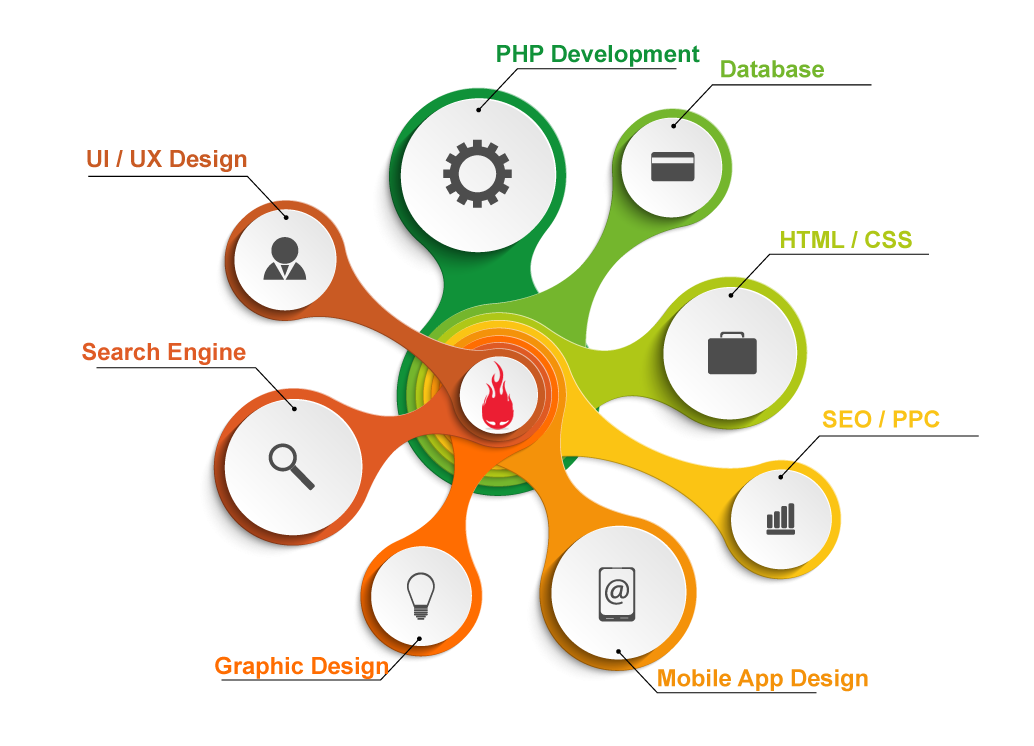 PHP Development
Database
UI / UX Design
HTML / CSS
Search Engine
SEO / PPC
@
Graphic Design
Mobile App Design